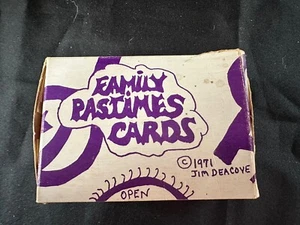 FAMILY
PASTIMES
CARDS
© 1971
JIM DEACOVE
OPEN